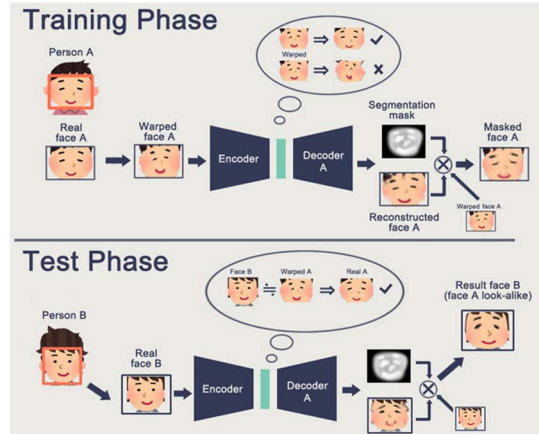 Training Phase
Person A
Warped
Real
face A
Warped
face A
Encoder
Decoder
A
Segmentation
mask
Reconstructed
face A
Masked
face A
Warped face A
Test Phase
Face B
Warped A
Real A
Person B
Real
face B
Encoder
Decoder
A
Result face B
(face A look-alike)